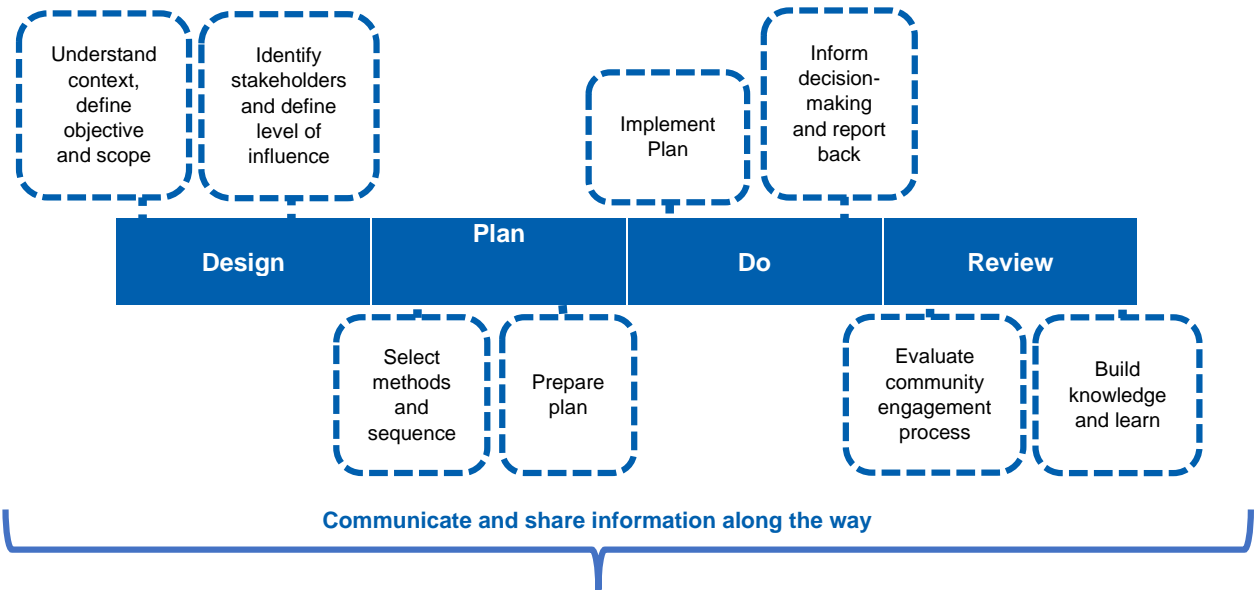 Understand
context,
define
objective
and scope
Identify
stakeholders
and define
level of
influence
Implement
Plan
Inform
decision-
making
and report
back
Design
Plan
Do
Review
Select
methods
and
sequence
Prepare
plan
Evaluate
community
engagement
process
Build
knowledge
and learn
Communicate and share information along the way